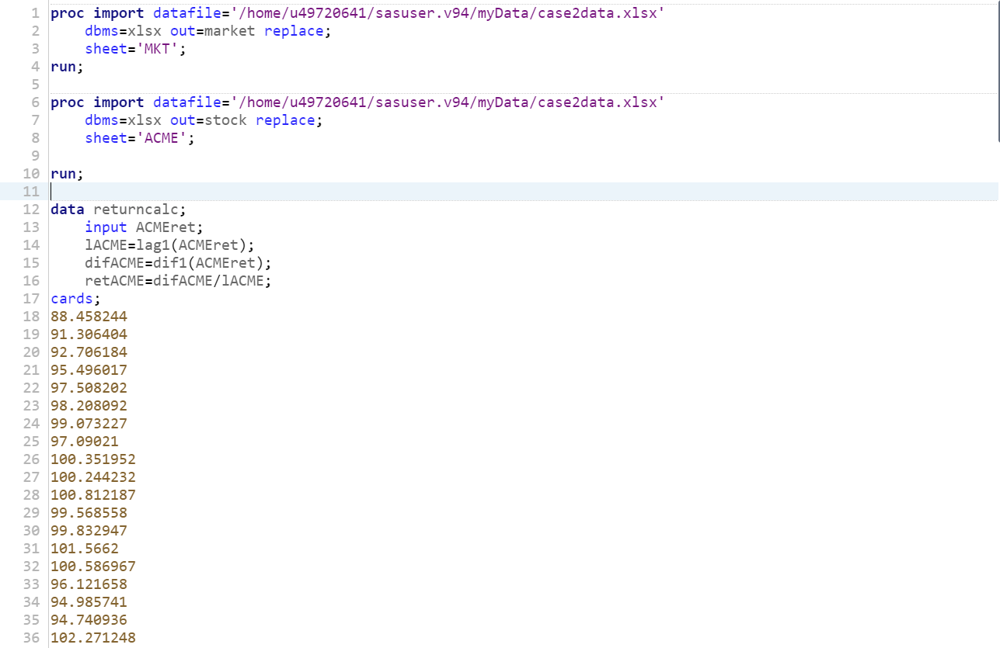 1 proc import datafile='/home/u49720641/sasuser.v94/myData/case2data.xlsx'
2     dbms=xlsx out=market replace;
3     sheet='MKT';
4 run;
5
6 proc import datafile='/home/u49720641/sasuser.v94/myData/case2data.xlsx'
7     dbms=xlsx out=stock replace;
8     sheet='ACME';
9
10 run;
11
12 data returncalc;
13     input ACMEret;
14     lACME=lag1(ACMEret);
15     difACME=dif1(ACMEret);
16     retACME=difACME/lACME;
17 cards;
18 88.458244
19 91.306404
20 92.706184
21 95.496017
22 97.508202
23 98.208092
24 99.073227
25 97.09021
26 100.351952
27 100.244232
28 100.812187
29 99.568558
30 99.832947
31 101.5662
32 100.586967
33 96.121658
34 94.985741
35 94.740936
36 102.271248